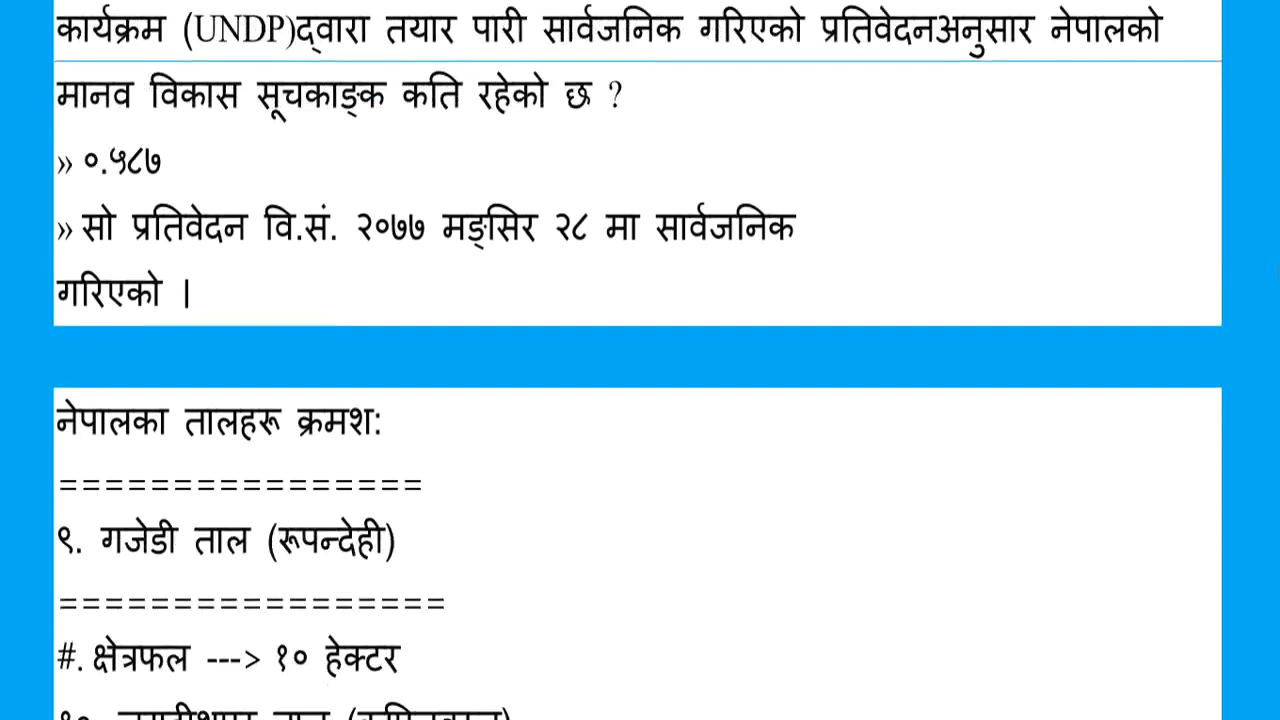 कार्यक्रम (UNDP)द्वारा तयार पारी सार्वजनिक गरिएको प्रतिवेदनअनुसार नेपालको
मानव विकास सूचकाङ्क कति रहेको छ ?
» ०.५८७
» सो प्रतिवेदन वि.सं. २०७७ मङ्सिर २८ मा सार्वजनिक
गरिएको ।
नेपालका तालहरू क्रमश:
================
९. गजेडी ताल (रूपन्देही)
=================
#. क्षेत्रफल ---> १० हेक्टर
१०. ताल